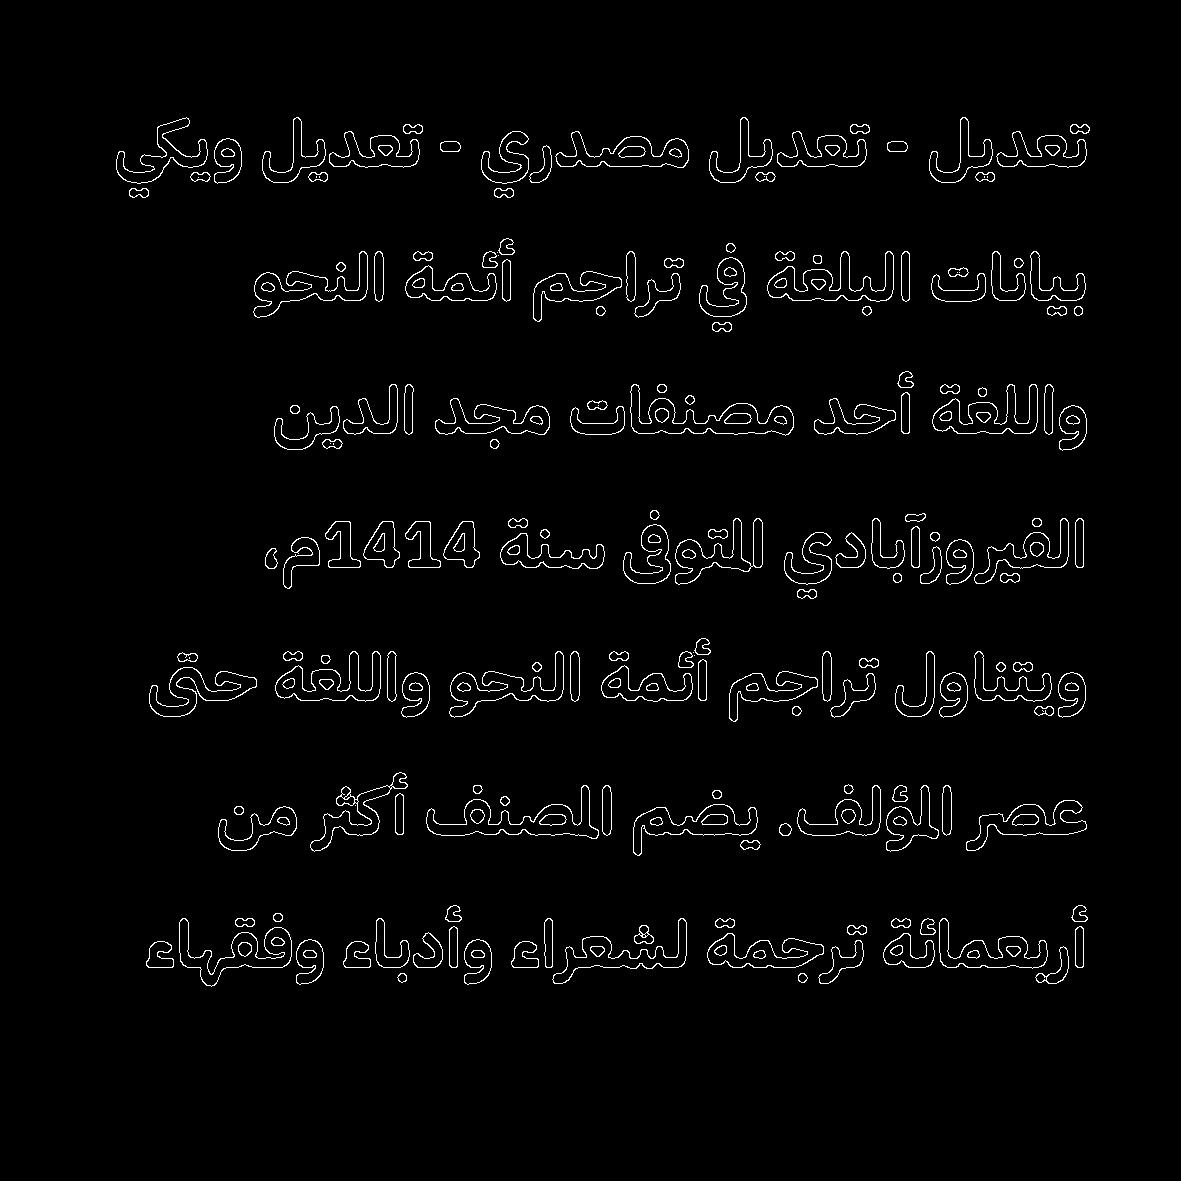 تعديل - تعديل مصدري - تعديل ويكي
بيانات البلغة في تراجم أئمة النحو
واللغة أحد مصنفات مجد الدين
الفيروزآبادي المتوفى سنة 1414م،
ويتناول تراجم أئمة النحو واللغة حتى
عصر المؤلف. يضم المصنف أكثر من
أربعمائة ترجمة لشعراء وأدباء وفقهاء